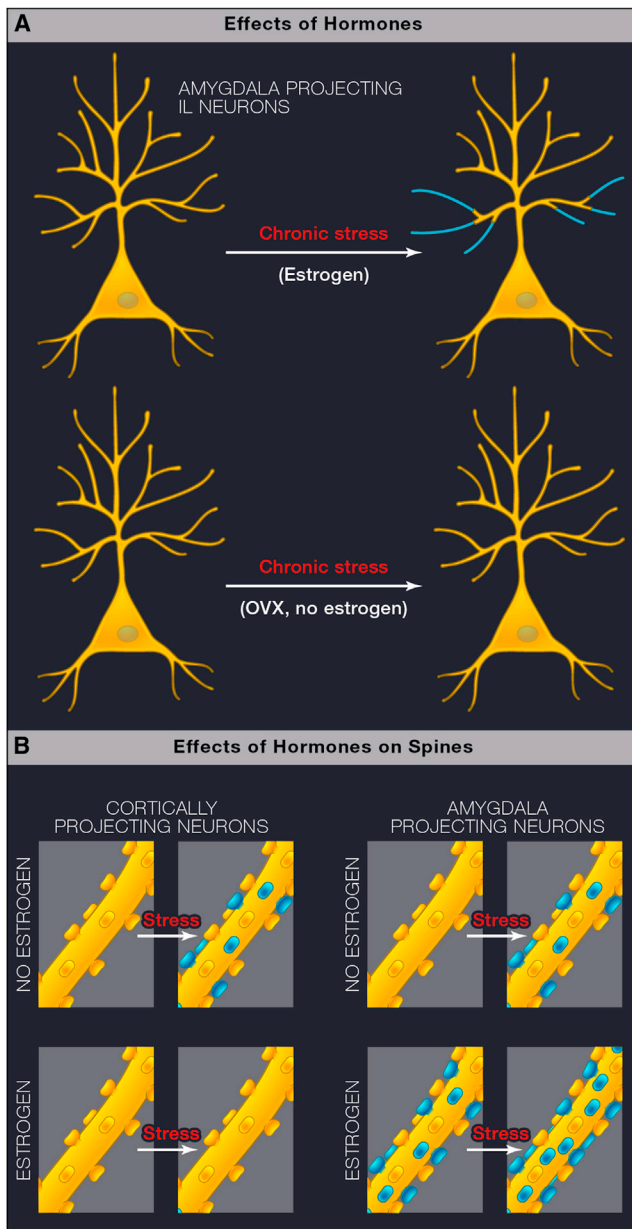 A
Effects of Hormones
AMYGDALA PROJECTING
IL NEURONS
Chronic stress
(Estrogen)
Chronic stress
(OVX, no estrogen)
B
Effects of Hormones on Spines
CORTICALLY
PROJECTING NEURONS
AMYGDALA
PROJECTING NEURONS
NO ESTROGEN
Stress
NO ESTROGEN
Stress
ESTROGEN
Stress
ESTROGEN
Stress